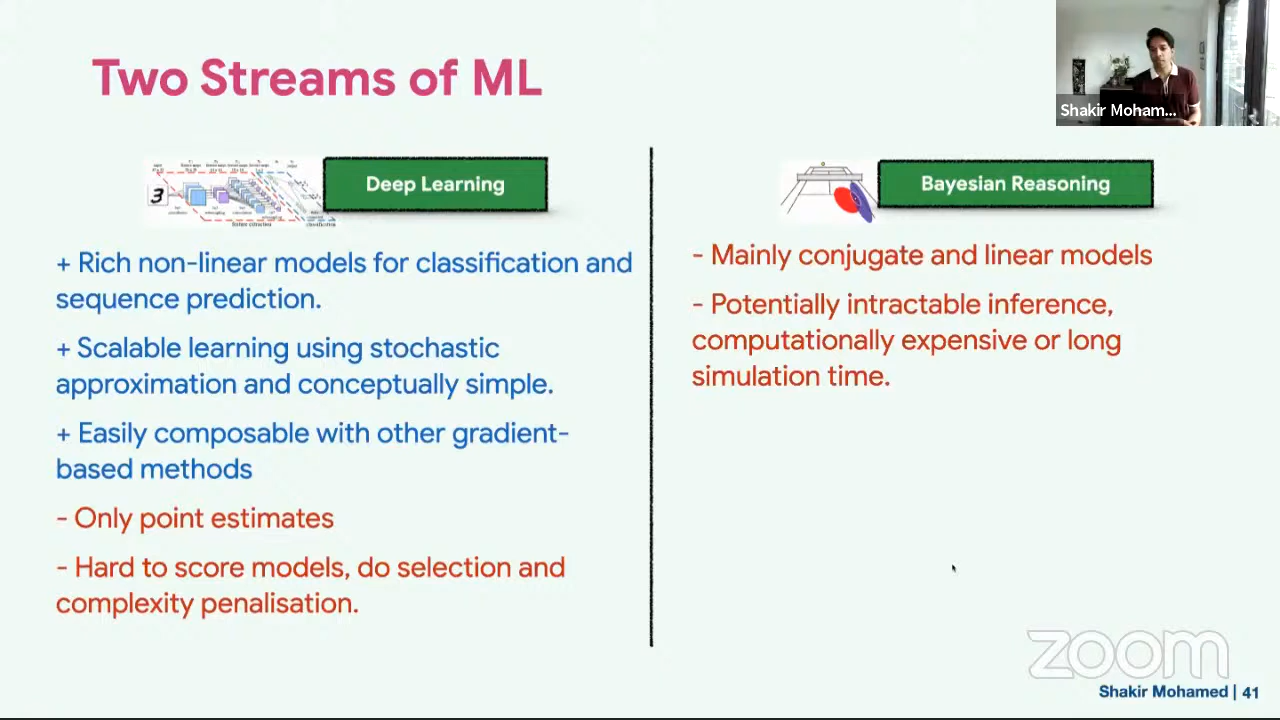 Two Streams of ML
Shakir Moham...
3
Deep Learning
+ Rich non-linear models for classification and
sequence prediction.
+ Scalable learning using stochastic
approximation and conceptually simple.
+ Easily composable with other gradient-
based methods
- Only point estimates
- Hard to score models, do selection and
complexity penalisation.
Bayesian Reasoning
- Mainly conjugate and linear models
- Potentially intractable inference,
computationally expensive or long
simulation time.
zoom
Shakir Mohamed | 41